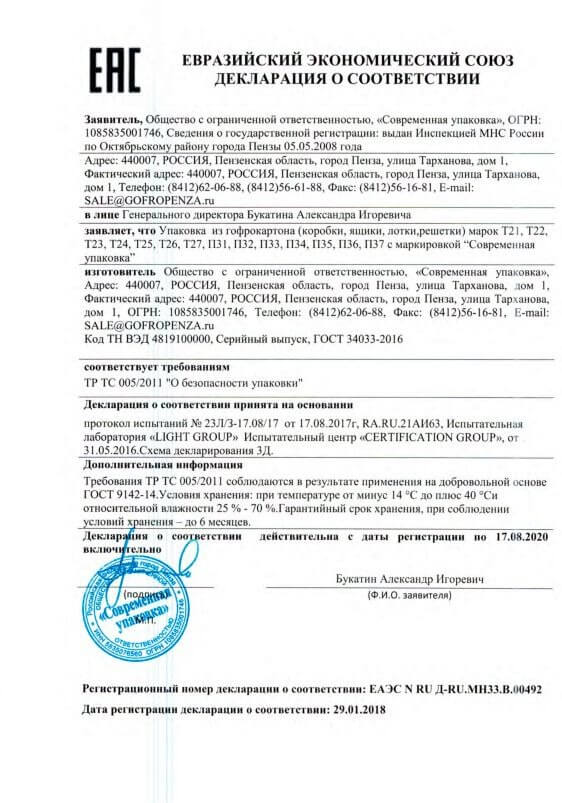 EAC
ЕВРАЗИЙСКИЙ ЭКОНОМИЧЕСКИЙ СОЮЗ
ДЕКЛАРАЦИЯ О СООТВЕТСТВИИ
Заявитель, Общество с ограниченной ответственностью, «Современная упаковка», ОГРН:
1085835001746, Сведения о государственной регистрации: выдан Инспекцией МНС России
по Октябрьскому району города Пензы 05.05.2008 года
Адрес: 440007, РОССИЯ, Пензенская область, город Пенза, улица Тарханова, дом 1,
Фактический адрес: 440007, РОССИЯ, Пензенская область, город Пенза, улица Тарханова,
дом 1, Телефон: (8412)62-06-88, (8412)56-61-88, Факс: (8412)56-16-81, E-mail:
SALE@GOFROPENZA.ru
в лице Генерального директора Букатина Александра Игоревича
заявляет, что Упаковка из гофрокартона (коробки, ящики, лотки,решетки) марок Т21, Т22,
Т23, Т24, Т25, Т26, Т27, П31, П32, П33, П34, П35, П36, П37 с маркировкой “Современная
упаковка”
изготовитель Общество с ограниченной ответственностью, «Современная упаковка»,
Адрес: 440007, РОССИЯ, Пензенская область, город Пенза, улица Тарханова, дом 1,
Фактический адрес: 440007, РОССИЯ, Пензенская область, город Пенза, улица Тарханова,
дом 1, ОГРН: 1085835001746, Телефон: (8412)62-06-88, Факс: (8412)56-16-81, E-mail:
SALE@GOFROPENZA.ru
Код ТН ВЭД 4819100000, Серийный выпуск, ГОСТ 34033-2016
соответствует требованиям
ТР ТС 005/2011 "О безопасности упаковки"
Декларация о соответствии принята на основании
протокол испытаний № 23Л/З-17.08/17 от 17.08.2017г, RA.RU.21АИ63, Испытательная
лаборатория «LIGHT GROUP» Испытательный центр «CERTIFICATION GROUP», от
31.05.2016.Схема декларирования 3Д.
Дополнительная информация
Требования ТР ТС 005/2011 соблюдаются в результате применения на добровольной основе
ГОСТ 9142-14.Условия хранения: при температуре от минус 14 °С до плюс 40 °Си
относительной влажности 25 % - 70 %.Гарантийный срок хранения, при соблюдении
условий хранения – до 6 месяцев.
Декларация о соответствии действительна с даты регистрации по 17.08.2020
включительно
Букатин Александр Игоревич
(подпись)
(Ф.И.О. заявителя)
М.П.
«Современная
упаковка»
ОТВЕТСТВЕННОСТЬЮ
ИНН 5835076560 ОГРН 1085835001746
Регистрационный номер декларации о соответствии: ЕАЭС N RU Д-RU.МН33.В.00492
Дата регистрации декларации о соответствии: 29.01.2018